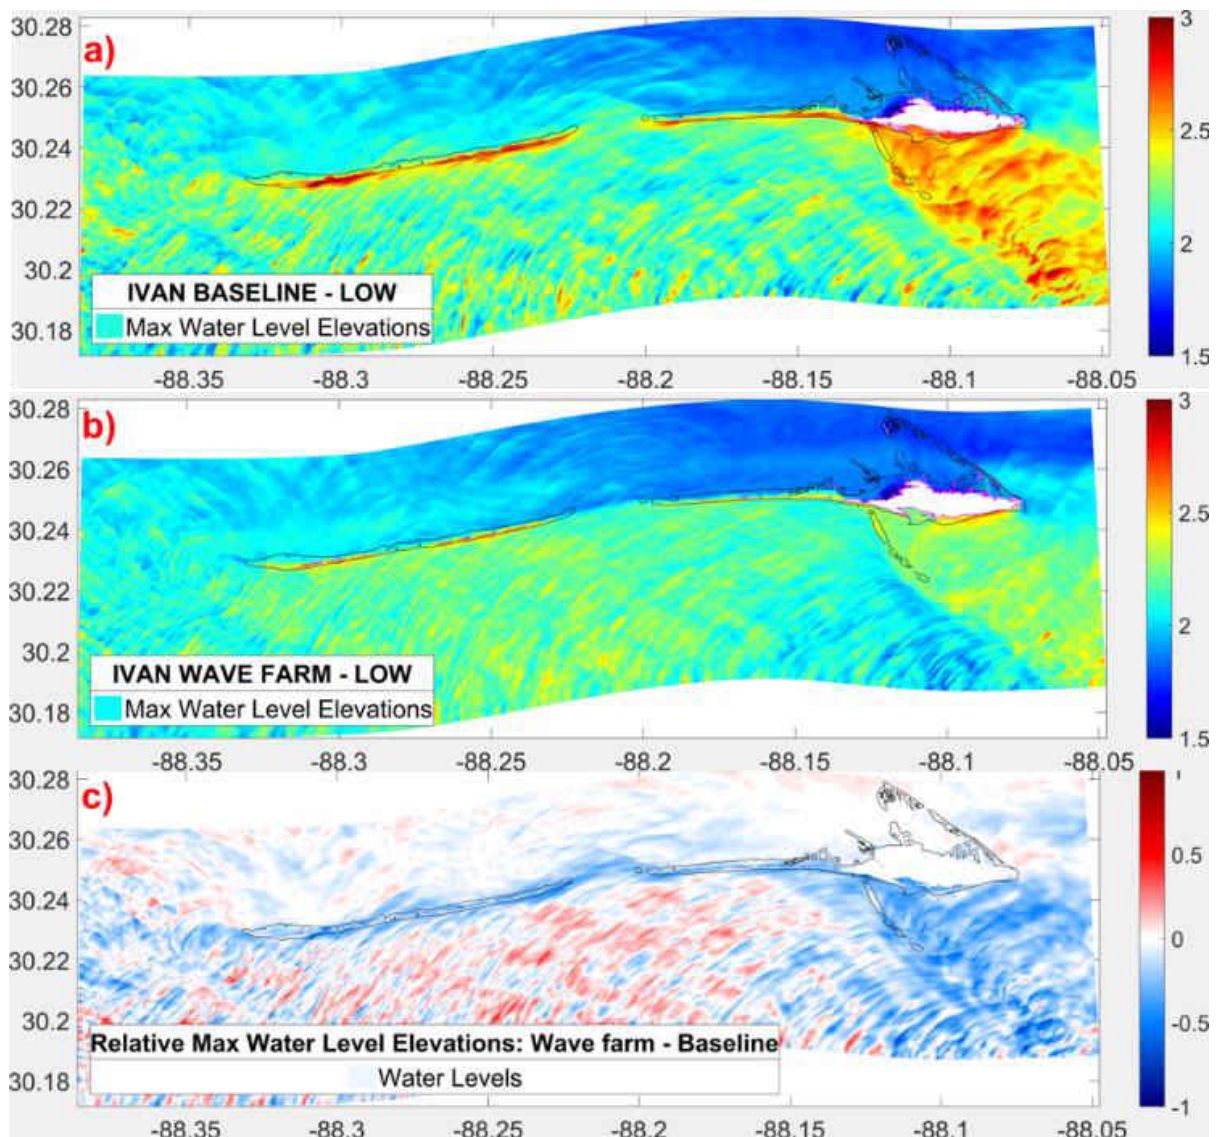 30.28
30.26
30.24
30.22
30.2
30.18
a)
IVAN BASELINE - LOW
Max Water Level Elevations
3
2.5
2
1.5
-88.35 -88.3 -88.25 -88.2 -88.15 -88.1 -88.05
30.28
30.26
30.24
30.22
30.2
30.18
b)
IVAN WAVE FARM - LOW
Max Water Level Elevations
3
2.5
2
1.5
-88.35 -88.3 -88.25 -88.2 -88.15 -88.1 -88.05
30.28
30.26
30.24
30.22
30.2
30.18
c)
Relative Max Water Level Elevations: Wave farm - Baseline
Water Levels
1
0.5
0
-0.5
-1
-88.35 -88.3 -88.25 -88.2 -88.15 -88.1 -88.05